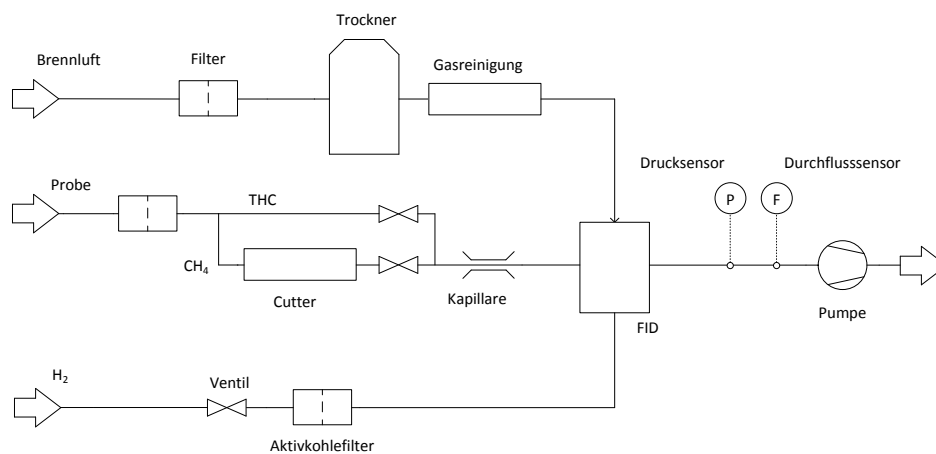 Trockner
Brennluft
Filter
Gasreinigung
Drucksensor
Durchflusssensor
Probe
THC
P
F
CH₄
Cutter
Kapillare
FID
Pumpe
H₂
Ventil
Aktivkohlefilter